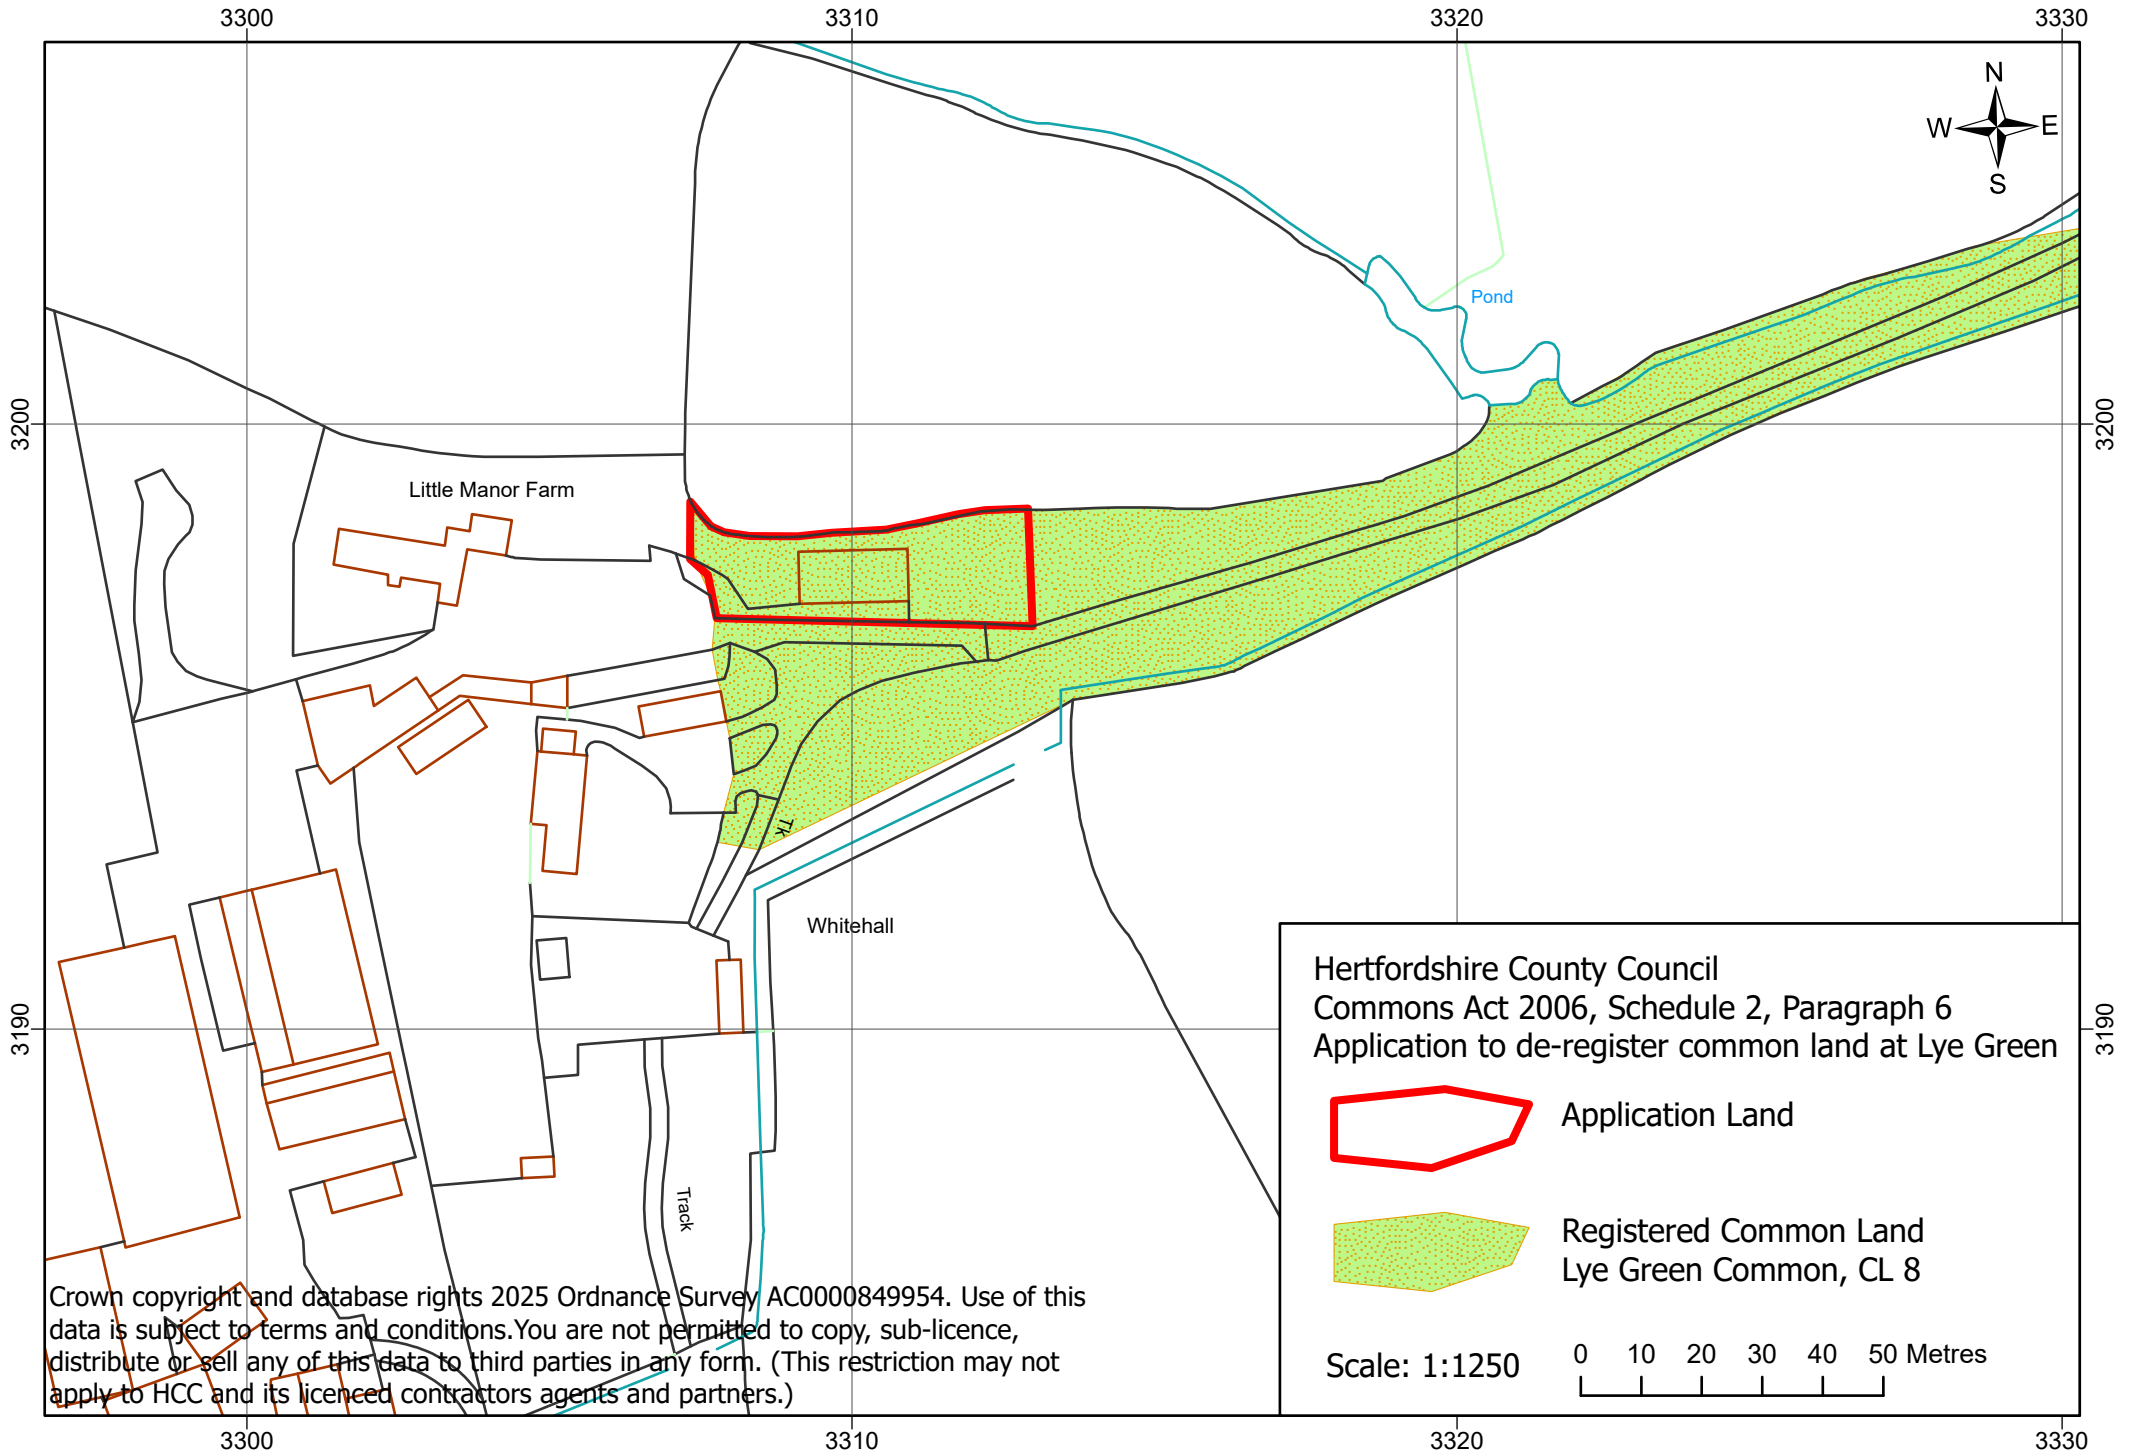 3300 3310 3320 3330
N
W E
S
Pond
3200 3200
Little Manor Farm
Tk
Whitehall
Hertfordshire County Council
Commons Act 2006, Schedule 2, Paragraph 6
Application to de-register common land at Lye Green
3190 3190
Application Land
Track
Registered Common Land
Lye Green Common, CL 8
Crown copyright and database rights 2025 Ordnance Survey AC0000849954. Use of this
data is subject to terms and conditions.You are not permitted to copy, sub-licence,
distribute or sell any of this data to third parties in any form. (This restriction may not
apply to HCC and its licenced contractors agents and partners.)
Scale: 1:1250
0 10 20 30 40 50 Metres
3300 3310 3320 3330